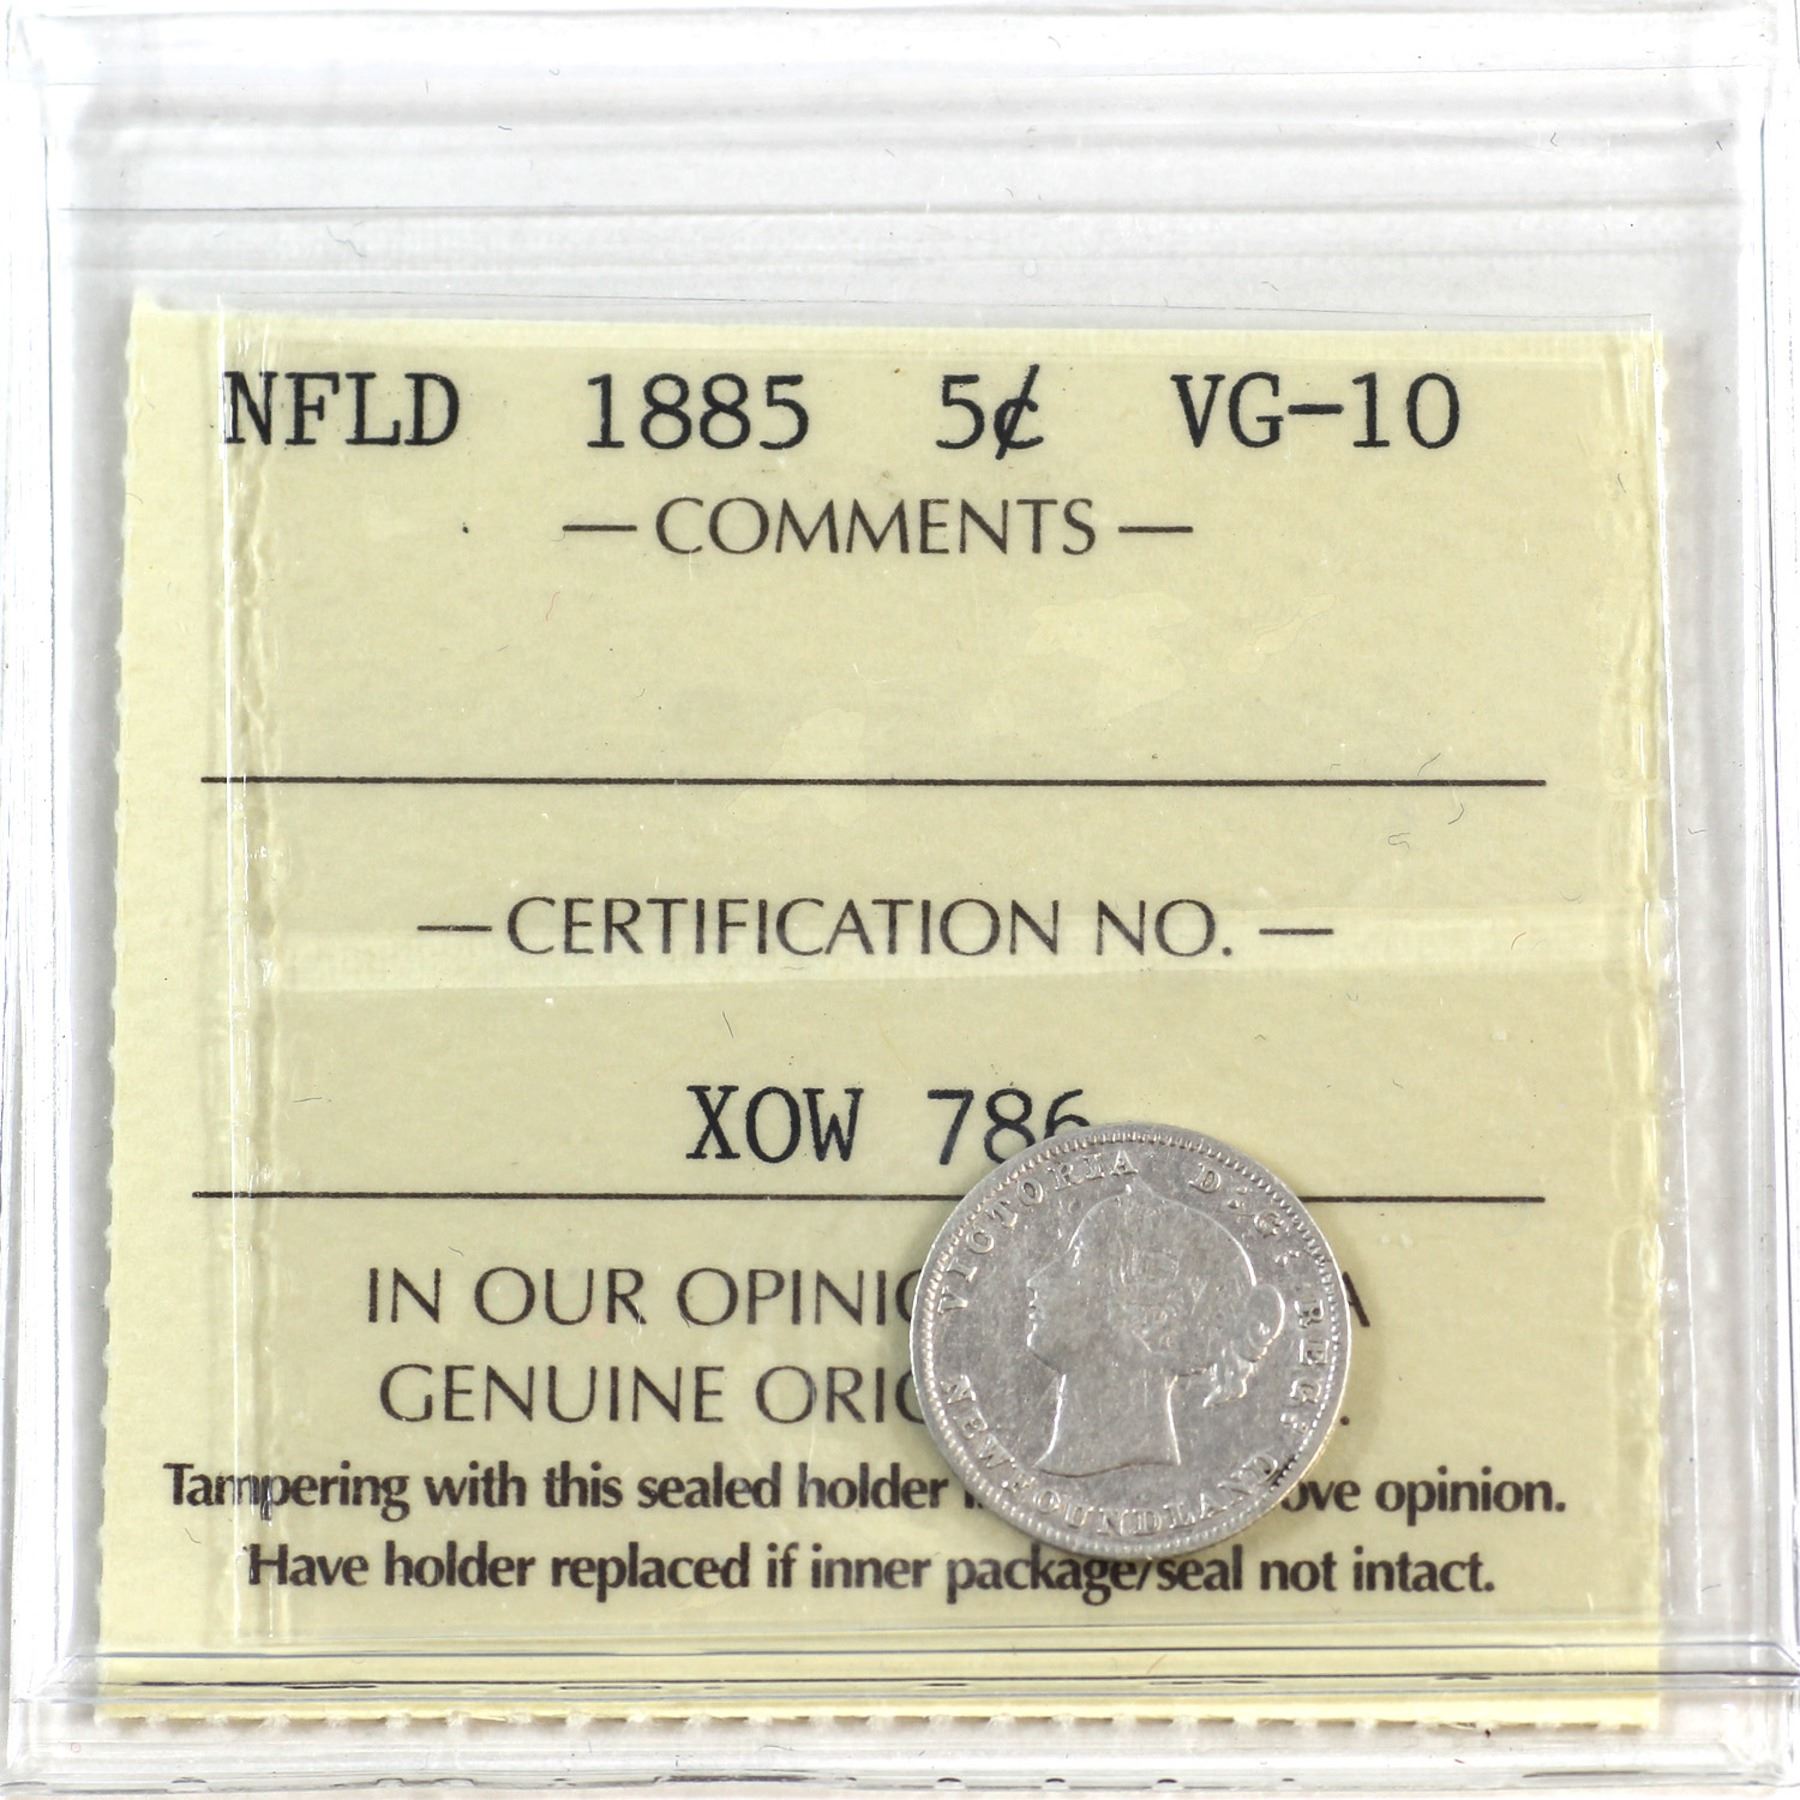 NFLD 1885 5¢ VG-10
— COMMENTS —
— CERTIFICATION NO. —
XOW 786
IN OUR OPINIO A
GENUINE ORIG .
Tampering with this sealed holder ove opinion.
Have holder replaced if inner package/seal not intact.
VICTORIA D:G: REG:
NEWFOUNDLAND